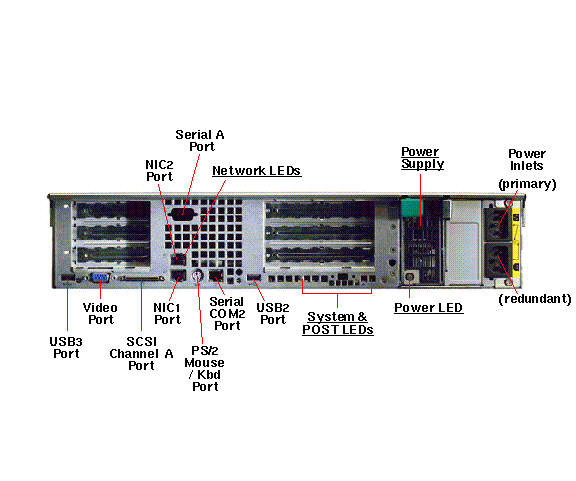 Serial A
Port
NIC2
Port
Network LEDs
Power
Supply
Power
Inlets
(primary)
(redundant)
USB3
Port
Video
Port
SCSI
Channel A
Port
NIC1
Port
PS/2
Mouse
/ Kbd
Port
Serial
COM2
Port
USB2
Port
System &
POST LEDs
Power LED